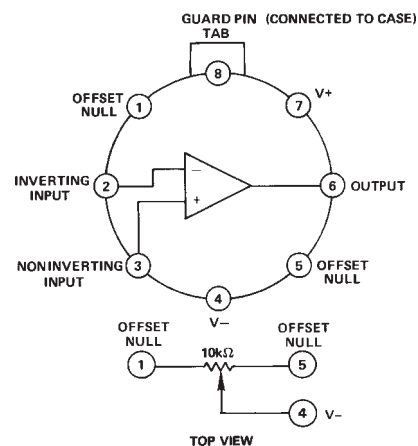 GUARD PIN (CONNECTED TO CASE)
TAB
8
OFFSET
NULL
1
7
V+
INVERTING
INPUT
2
−
+
6
OUTPUT
NONINVERTING
INPUT
3
5
OFFSET
NULL
4
V−
OFFSET
NULL
10kΩ
OFFSET
NULL
1
5
4
V−
TOP VIEW